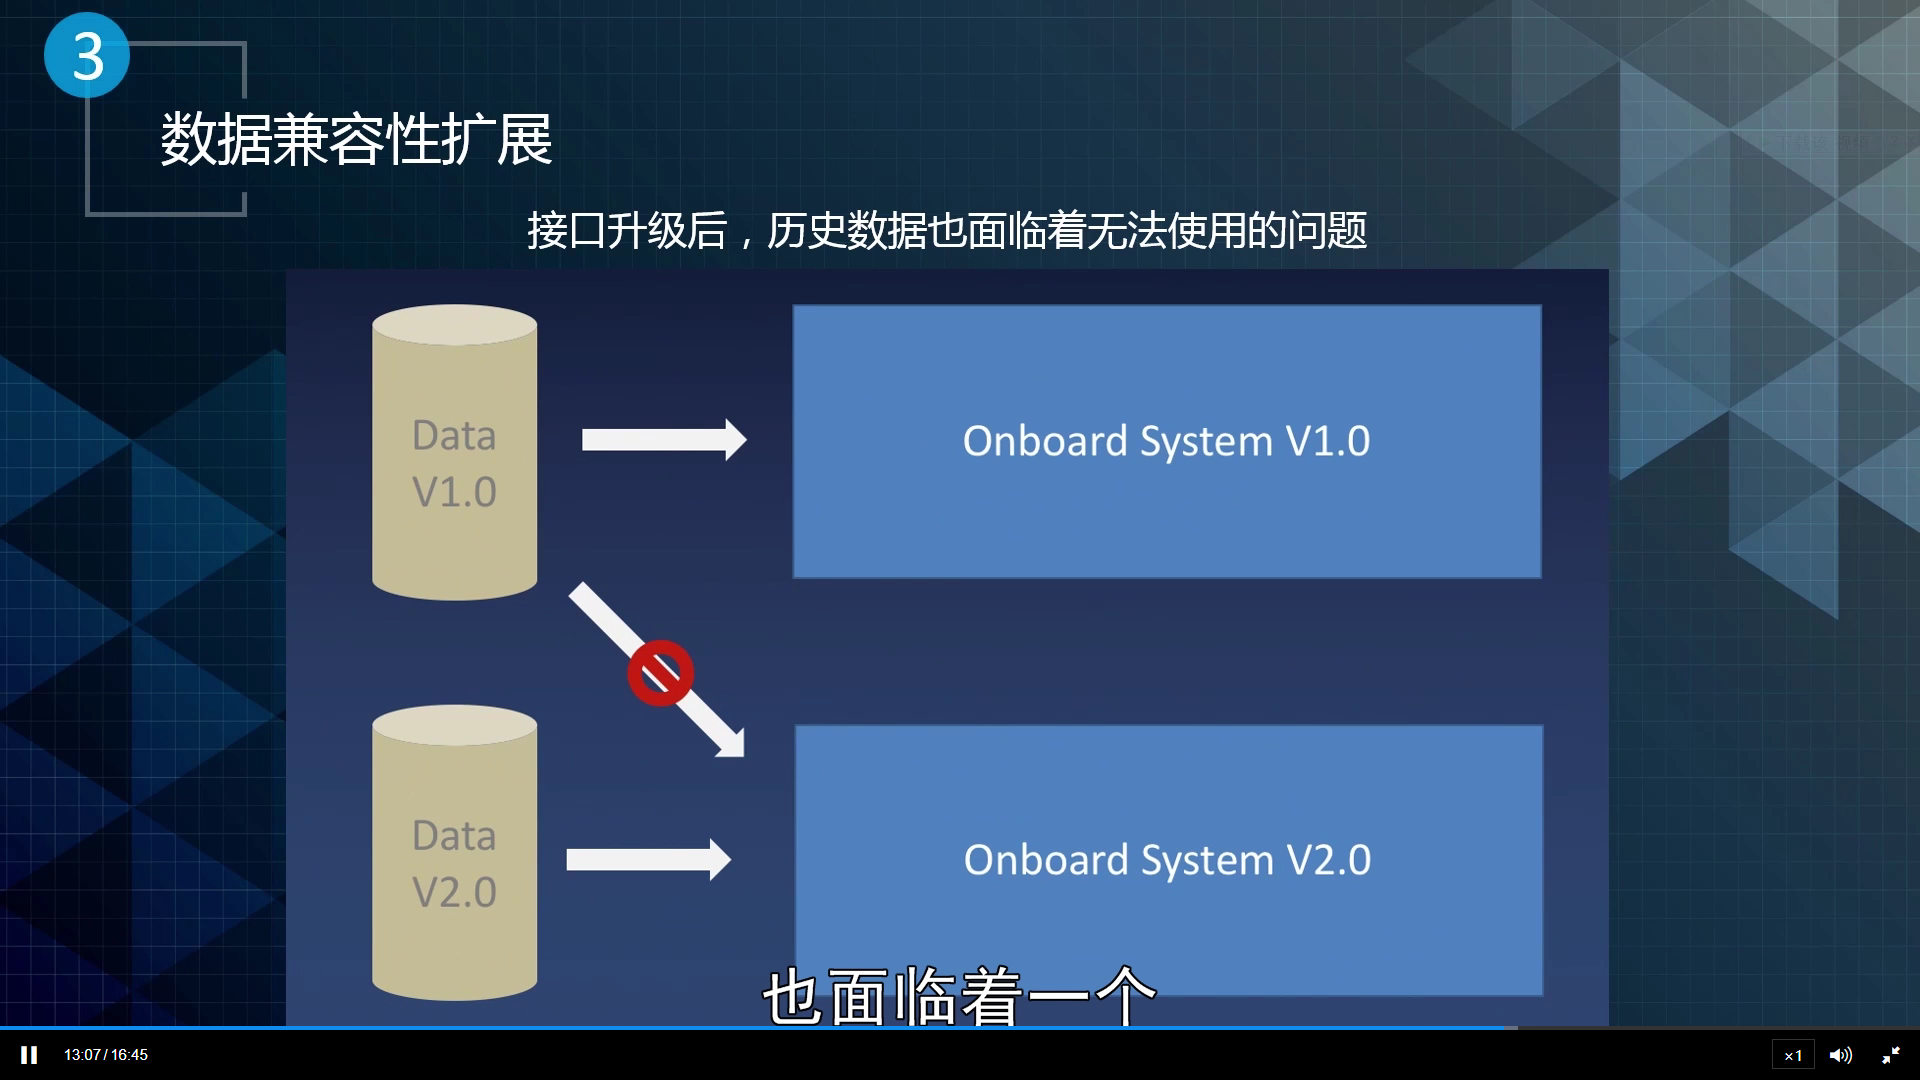 3
数据兼容性扩展
接口升级后，历史数据也面临着无法使用的问题
Data
V1.0
Onboard System V1.0
Data
V2.0
Onboard System V2.0
也面临着一个
13:07/16:45
×1